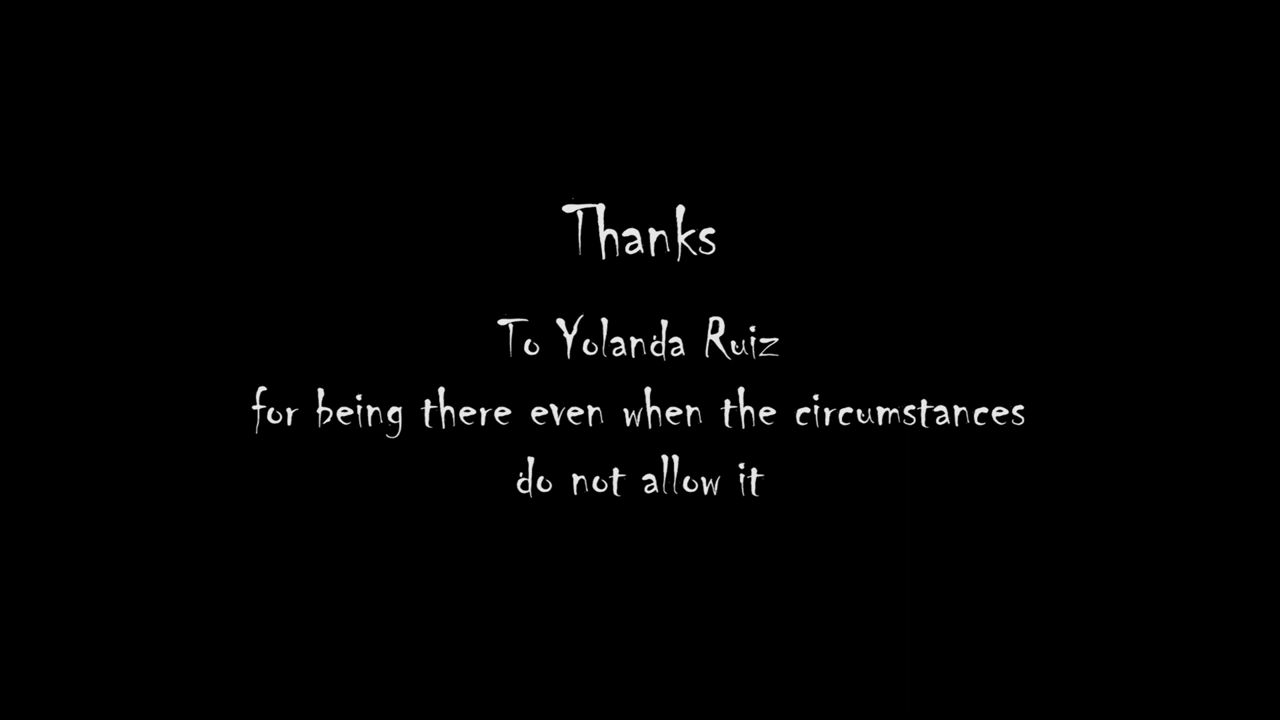 Thanks
To Yolanda Ruiz
for being there even when the circumstances
do not allow it